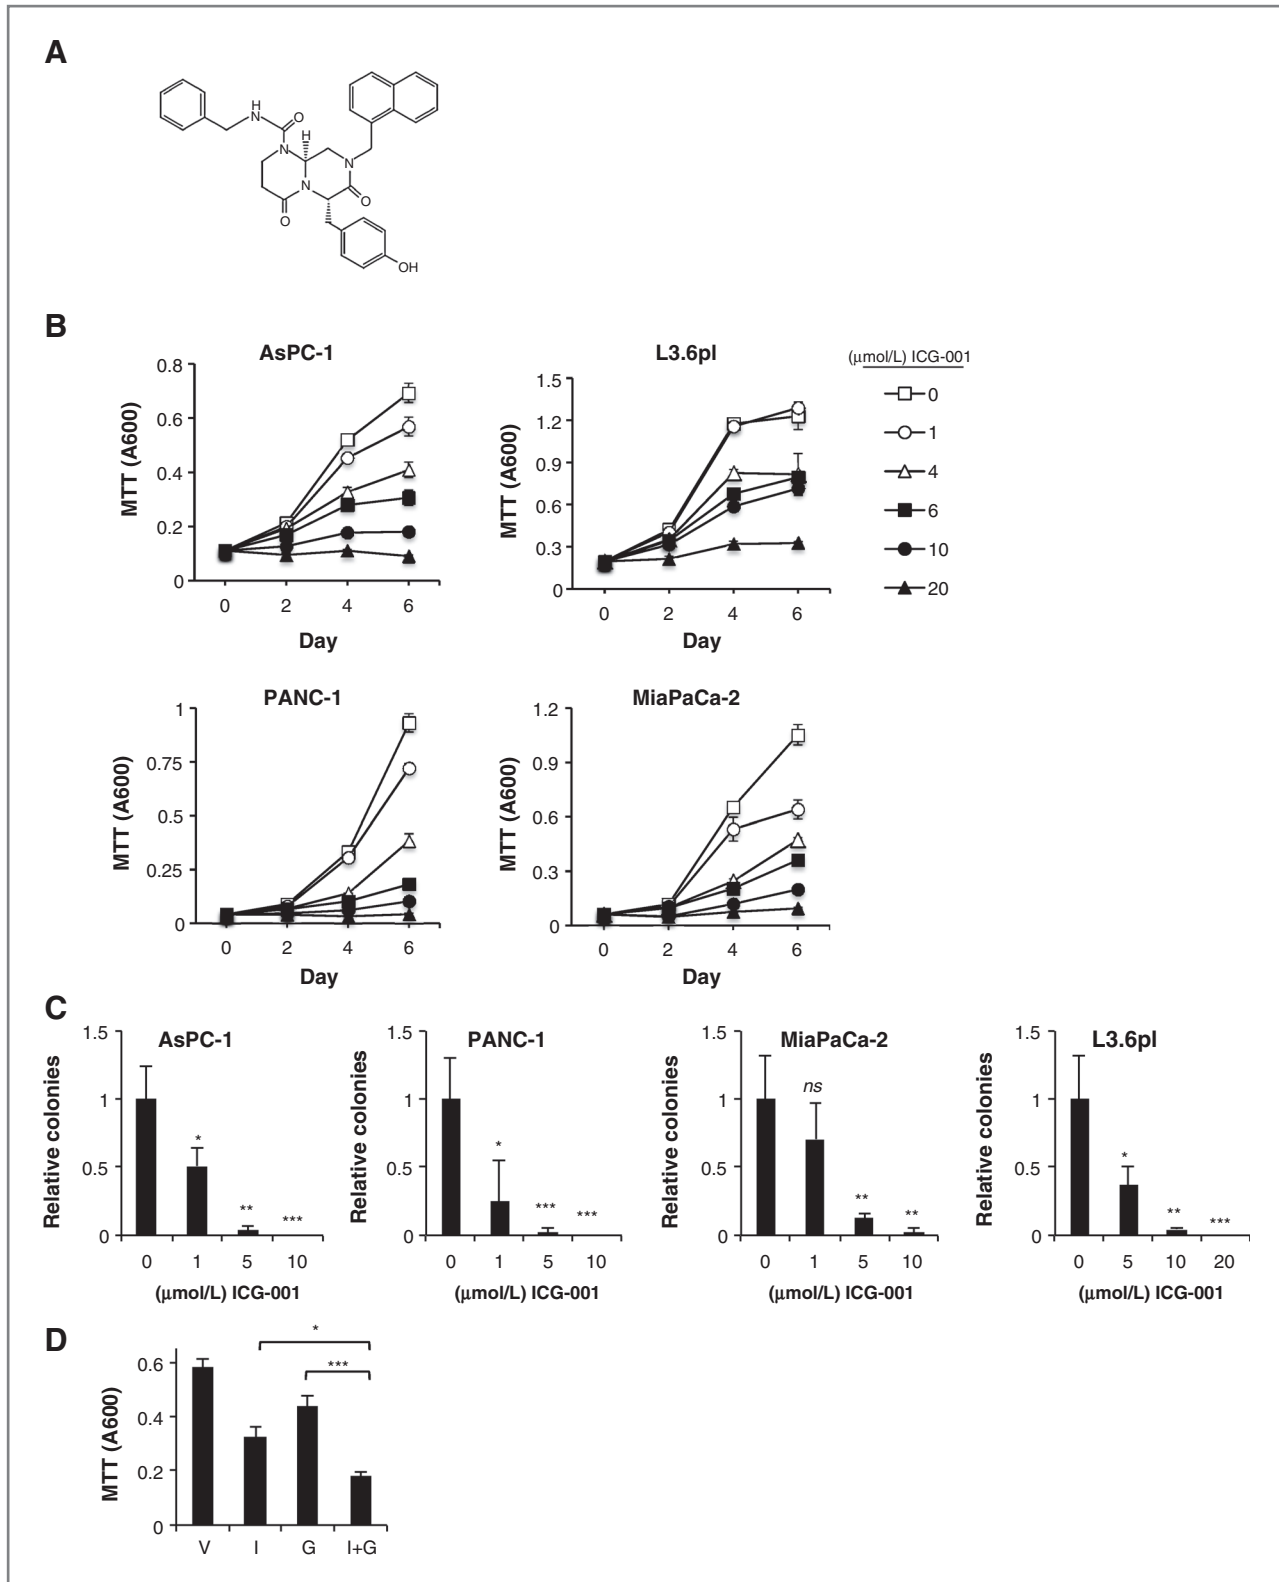 A
H
N
O
H
N
N
N
O
O
OH
B
AsPC-1
L3.6pl
(μmol/L) ICG-001
0
1
4
6
10
20
MTT (A600)
0.8
0.6
0.4
0.2
0
0 2 4 6
Day
MTT (A600)
1.5
1.2
0.9
0.6
0.3
0
0 2 4 6
Day
PANC-1
MTT (A600)
1
0.75
0.5
0.25
0
0 2 4 6
Day
MiaPaCa-2
MTT (A600)
1.2
0.9
0.6
0.3
0
0 2 4 6
Day
C
AsPC-1
Relative colonies
1.5
1
0.5
0
*
**
***
0 1 5 10
(μmol/L) ICG-001
PANC-1
Relative colonies
1.5
1
0.5
0
*
***
***
0 1 5 10
(μmol/L) ICG-001
MiaPaCa-2
Relative colonies
1.5
1
0.5
0
ns
**
**
0 1 5 10
(μmol/L) ICG-001
L3.6pl
Relative colonies
1.5
1
0.5
0
*
**
***
0 5 10 20
(μmol/L) ICG-001
D
MTT (A600)
0.6
0.4
0.2
0
*
***
V I G I+G